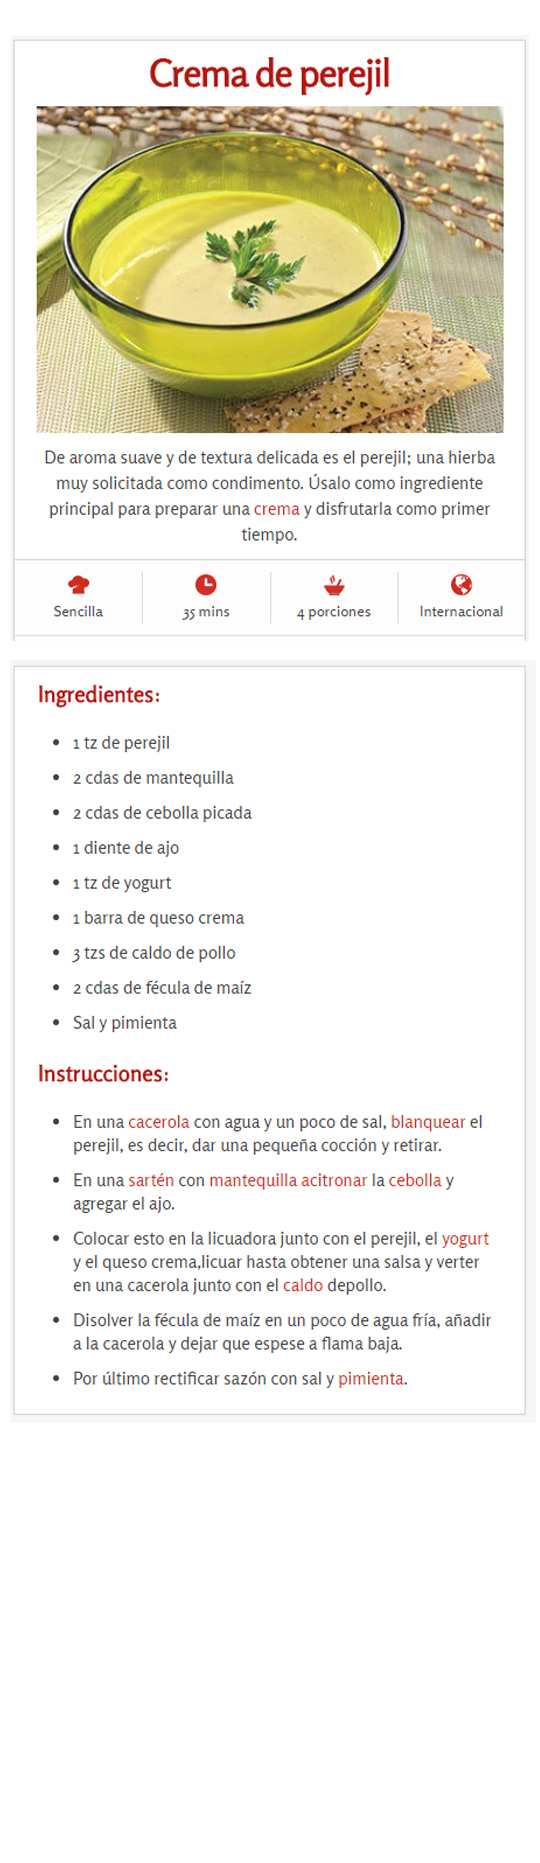 Crema de perejil
De aroma suave y de textura delicada es el perejil; una hierba
muy solicitada como condimento. Úsalo como ingrediente
principal para preparar una crema y disfrutarla como primer
tiempo.
Sencilla
35 mins
4 porciones
Internacional
Ingredientes:
• 1 tz de perejil
• 2 cdas de mantequilla
• 2 cdas de cebolla picada
• 1 diente de ajo
• 1 tz de yogurt
• 1 barra de queso crema
• 3 tzs de caldo de pollo
• 2 cdas de fécula de maíz
• Sal y pimienta
Instrucciones:
• En una cacerola con agua y un poco de sal, blanquear el
perejil, es decir, dar una pequeña cocción y retirar.
• En una sartén con mantequilla acitronar la cebolla y
agregar el ajo.
• Colocar esto en la licuadora junto con el perejil, el yogurt
y el queso crema,licuar hasta obtener una salsa y verter
en una cacerola junto con el caldo depollo.
• Disolver la fécula de maíz en un poco de agua fría, añadir
a la cacerola y dejar que espese a flama baja.
• Por último rectificar sazón con sal y pimienta.